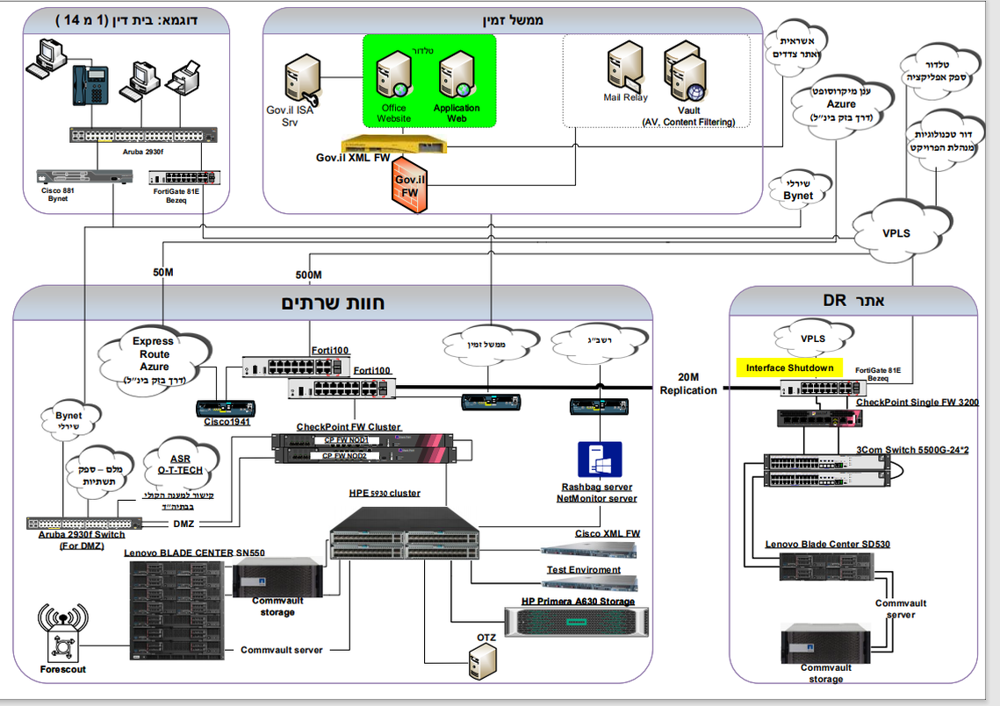 דוגמא: בית דין (1 מ 14 )
Aruba 2930f
Cisco 881
Bynet
FortiGate 81E
Bezeq
ממשל זמין
Gov.il ISA
Srv
טלדור
Office
Website
Application
Web
Mail Relay
Vault
(AV, Content Filtering)
Gov.il XML FW
Gov.il
FW
אשראית
ואתר צדדים
ענן מיקרוסופט
Azure
(דרך בזק בינ״ל)
טלדור
ספק אפליקציה
דור טכנולוגיות
מנהלת הפרויקט
שירלי
Bynet
VPLS
50M
500M
חוות שרתים
Express
Route
Azure
(דרך בזק בינ״ל)
Forti100
Forti100
ממשל זמין
רשב״ג
Cisco1941
Bynet
שירלי
מלם – ספק
תשתיות
ASR
O-T-TECH
קישור למענה הקולי
בבתיה״ד
CheckPoint FW Cluster
CP FW NOD1
CP FW NOD2
Rashbag server
NetMonitor server
DMZ
Aruba 2930f Switch
(For DMZ)
HPE 5930 cluster
Cisco XML FW
Test Enviroment
HP Primera A630 Storage
Lenovo BLADE CENTER SN550
Commvault
storage
Commvault server
OTZ
Forescout
20M
Replication
אתר DR
VPLS
Interface Shutdown
FortiGate 81E
Bezeq
CheckPoint Single FW 3200
3Com Switch 5500G-24*2
Lenovo Blade Center SD530
Commvault
server
Commvault
storage